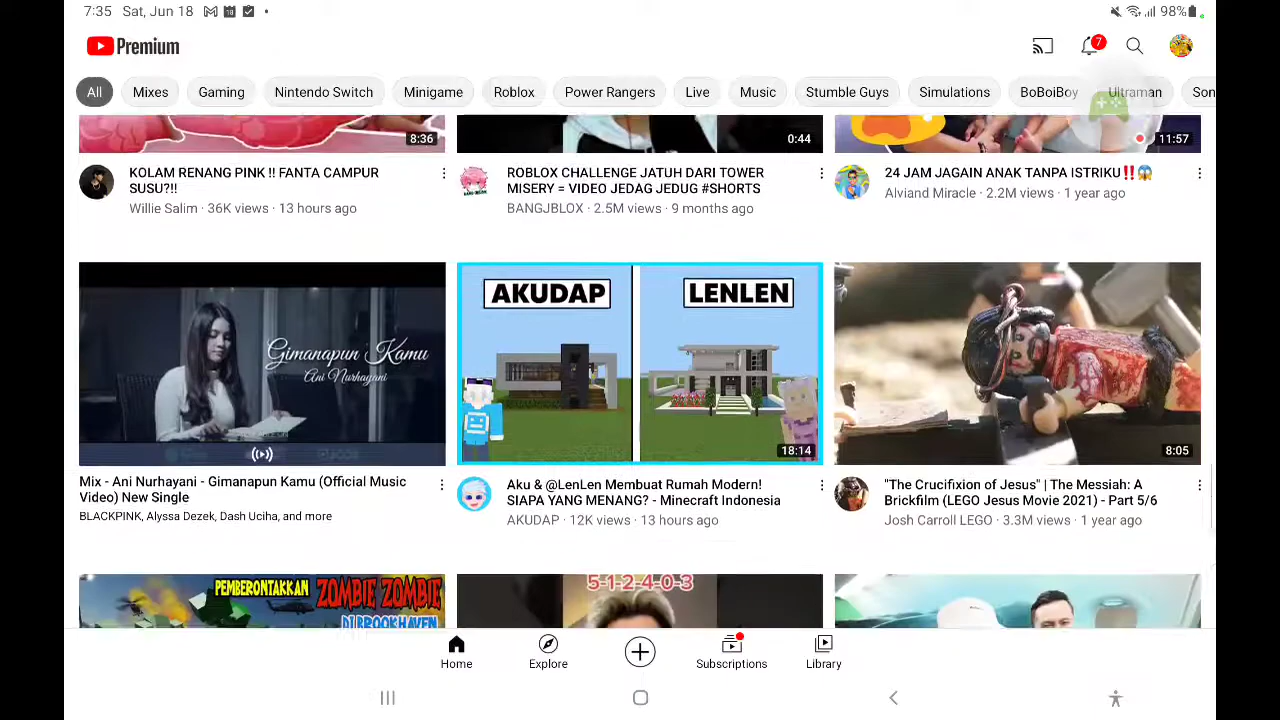 7:35 Sat, Jun 18
98%
Premium
7
All Mixes Gaming Nintendo Switch Minigame Roblox Power Rangers Live Music Stumble Guys Simulations BoBoiBoy Ultraman Son
8:36
0:44
11:57
KOLAM RENANG PINK !! FANTA CAMPUR
SUSU?!!
Willie Salim · 36K views · 13 hours ago
ROBLOX CHALLENGE JATUH DARI TOWER
MISERY = VIDEO JEDAG JEDUG #SHORTS
BANGJBLOX · 2.5M views · 9 months ago
24 JAM JAGAIN ANAK TANPA ISTRIKU‼️😱
Alviand Miracle · 2.2M views · 1 year ago
Gimanapun Kamu
Ani Nurhayani
AKUDAP
LENLEN
18:14
8:05
Mix - Ani Nurhayani - Gimanapun Kamu (Official Music
Video) New Single
BLACKPINK, Alyssa Dezek, Dash Uciha, and more
Aku & @LenLen Membuat Rumah Modern!
SIAPA YANG MENANG? - Minecraft Indonesia
AKUDAP · 12K views · 13 hours ago
"The Crucifixion of Jesus" | The Messiah: A
Brickfilm (LEGO Jesus Movie 2021) - Part 5/6
Josh Carroll LEGO · 3.3M views · 1 year ago
PEMBERONTAKKAN ZOMBIE ZOMBIE
DI BROOKHAVEN
5-1-2-4-0-3
Home
Explore
Subscriptions
Library